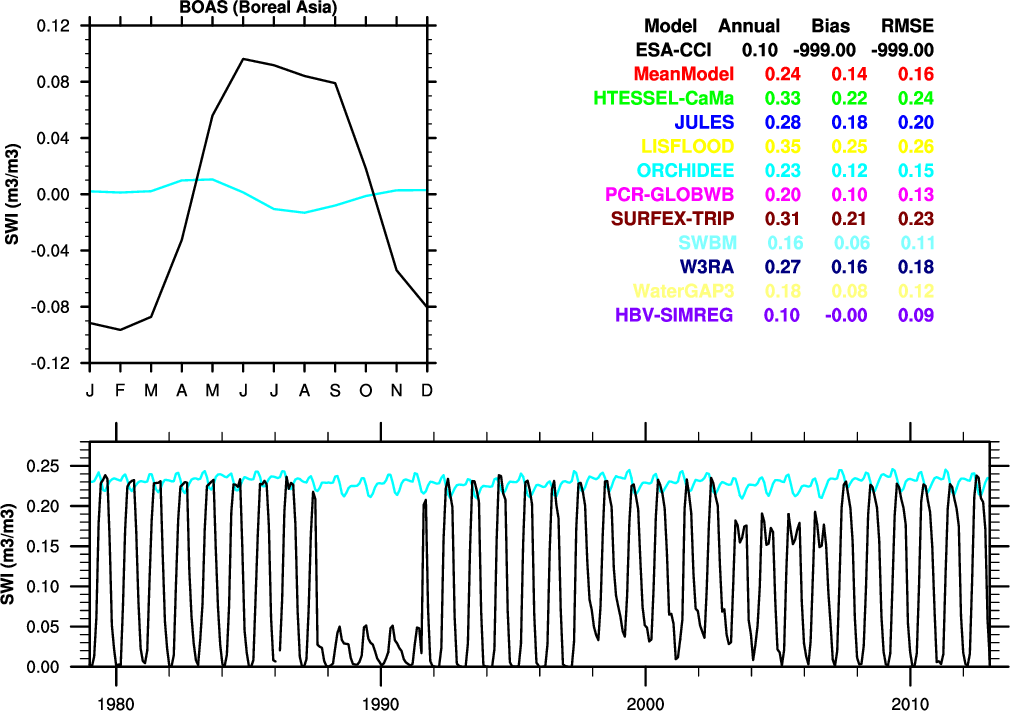 BOAS (Boreal Asia)
0.12
0.08
0.04
0.00
-0.04
-0.08
-0.12
SWI (m3/m3)
J F M A M J J A S O N D
Model Annual Bias RMSE
ESA-CCI 0.10 -999.00 -999.00
MeanModel 0.24 0.14 0.16
HTESSEL-CaMa 0.33 0.22 0.24
JULES 0.28 0.18 0.20
LISFLOOD 0.35 0.25 0.26
ORCHIDEE 0.23 0.12 0.15
PCR-GLOBWB 0.20 0.10 0.13
SURFEX-TRIP 0.31 0.21 0.23
SWBM 0.16 0.06 0.11
W3RA 0.27 0.16 0.18
WaterGAP3 0.18 0.08 0.12
HBV-SIMREG 0.10 -0.00 0.09
0.25
0.20
0.15
0.10
0.05
0.00
SWI (m3/m3)
1980 1990 2000 2010